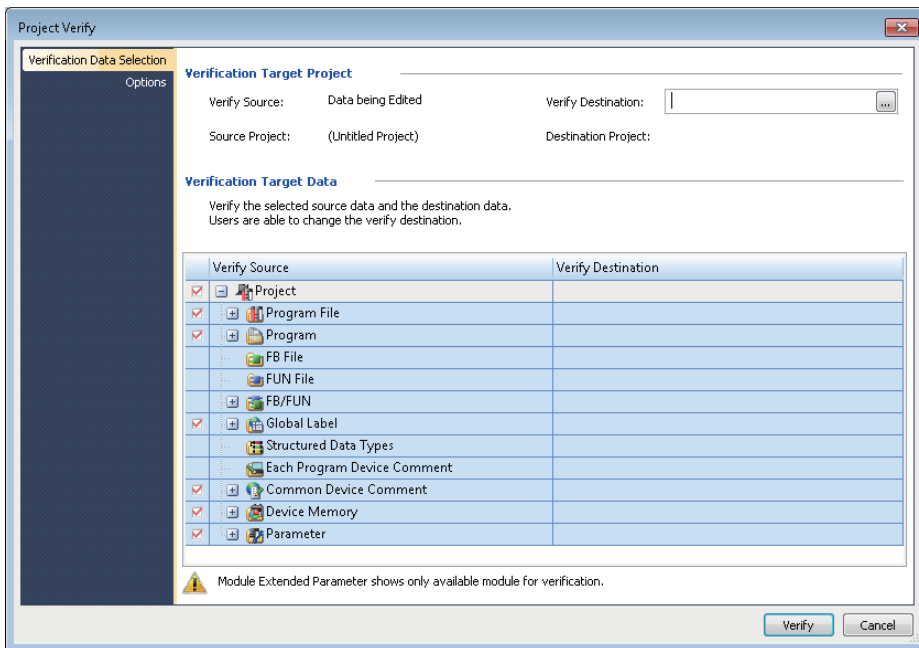 Project Verify
Verification Data Selection
Options
Verification Target Project
Verify Source: Data being Edited Verify Destination: ...
Source Project: (Untitled Project) Destination Project:
Verification Target Data
Verify the selected source data and the destination data.
Users are able to change the verify destination.
Verify Source Verify Destination
Project
Program File
Program
FB File
FUN File
FB/FUN
Global Label
Structured Data Types
Each Program Device Comment
Common Device Comment
Device Memory
Parameter
Module Extended Parameter shows only available module for verification.
Verify Cancel